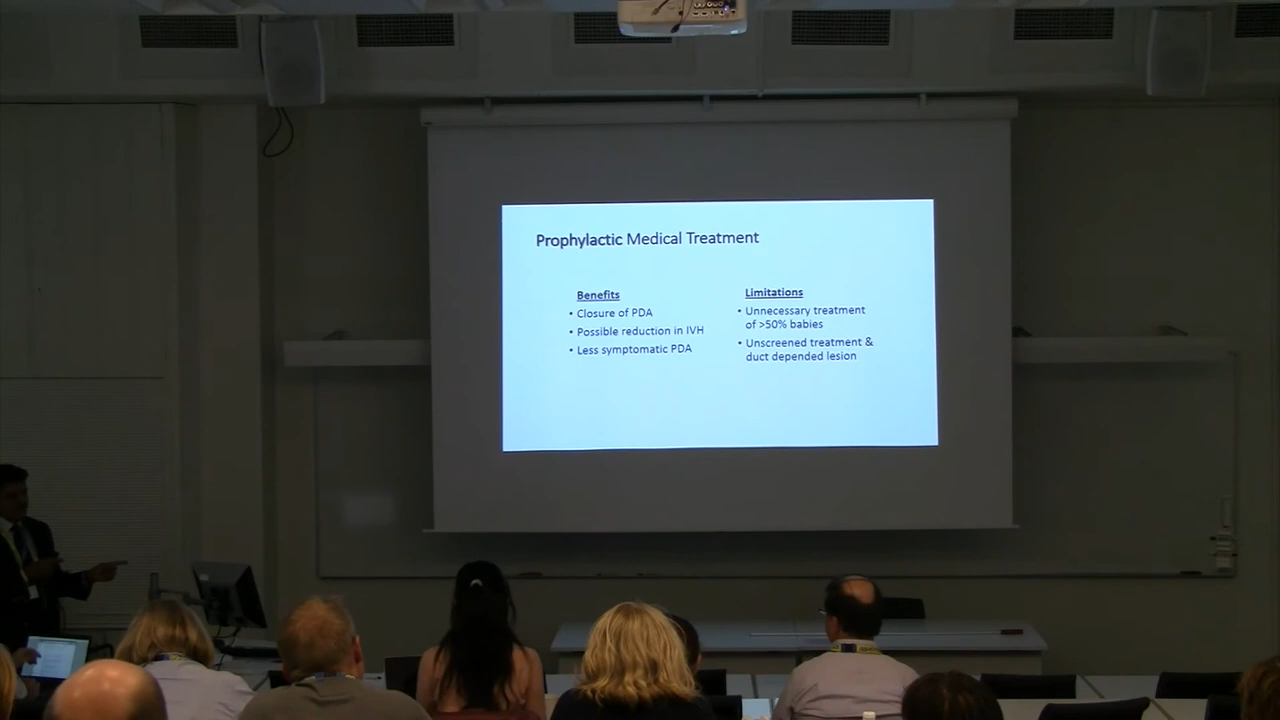 Prophylactic Medical Treatment
Benefits
• Closure of PDA
• Possible reduction in IVH
• Less symptomatic PDA
Limitations
• Unnecessary treatment
of >50% babies
• Unscreened treatment &
duct depended lesion